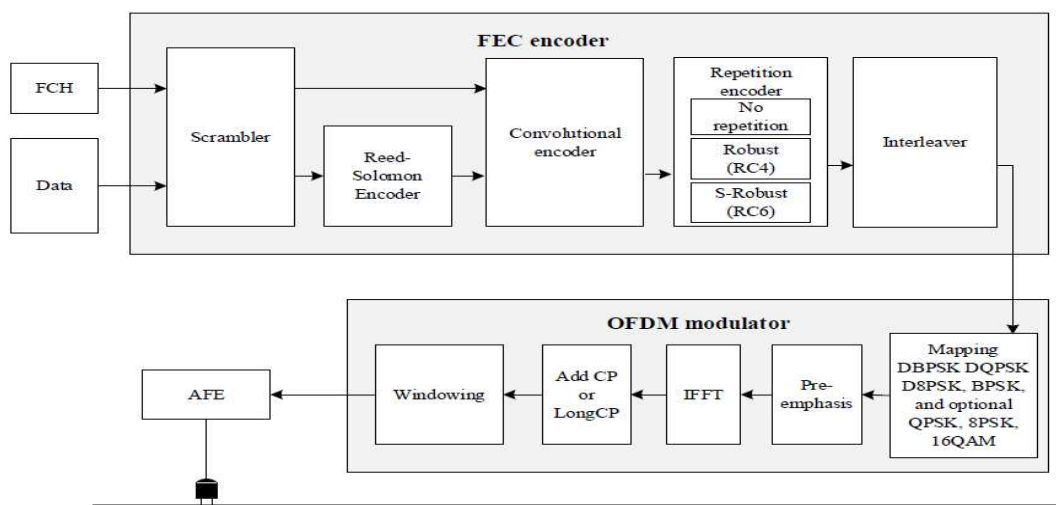 FEC encoder
FCH
Data
Scrambler
Reed-
Solomon
Encoder
Convolutional
encoder
Repetition
encoder
No
repetition
Robust
(RC4)
S-Robust
(RC6)
Interleaver
OFDM modulator
Mapping
DBPSK DQPSK
D8PSK, BPSK,
and optional
QPSK, 8PSK,
16QAM
Pre-
emphasis
IFFT
Add CP
or
LongCP
Windowing
AFE